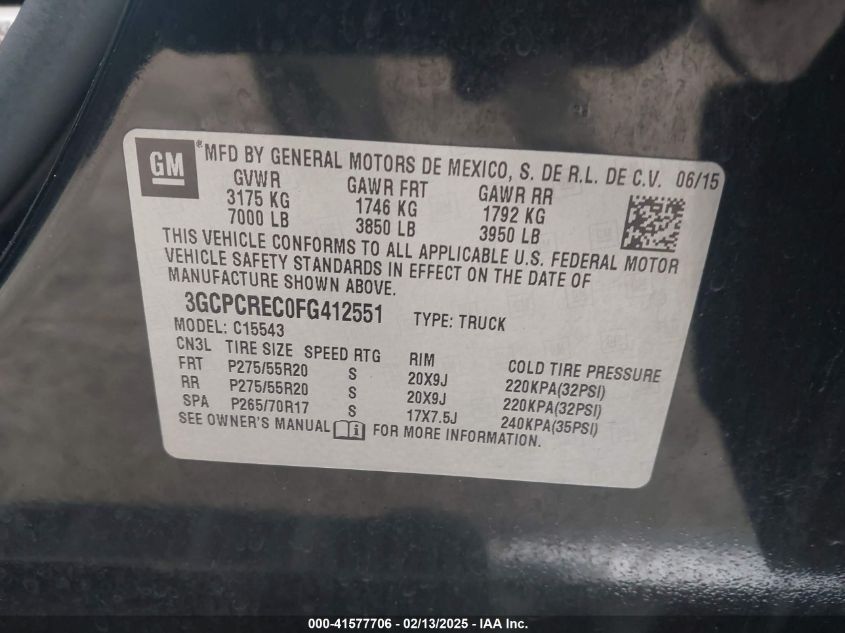 GM ® MFD BY GENERAL MOTORS DE MEXICO, S. DE R.L. DE C.V. 06/15
GVWR GAWR FRT GAWR RR
3175 KG 1746 KG 1792 KG
7000 LB 3850 LB 3950 LB
THIS VEHICLE CONFORMS TO ALL APPLICABLE U.S. FEDERAL MOTOR
VEHICLE SAFETY STANDARDS IN EFFECT ON THE DATE OF
MANUFACTURE SHOWN ABOVE.
3GCPCREC0FG412551 TYPE: TRUCK
MODEL: C15543
CN3L TIRE SIZE SPEED RTG RIM COLD TIRE PRESSURE
FRT P275/55R20 S 20X9J 220KPA(32PSI)
RR P275/55R20 S 20X9J 220KPA(32PSI)
SPA P265/70R17 S 17X7.5J 240KPA(35PSI)
SEE OWNER'S MANUAL i FOR MORE INFORMATION.
000-41577706 - 02/13/2025 - IAA Inc.